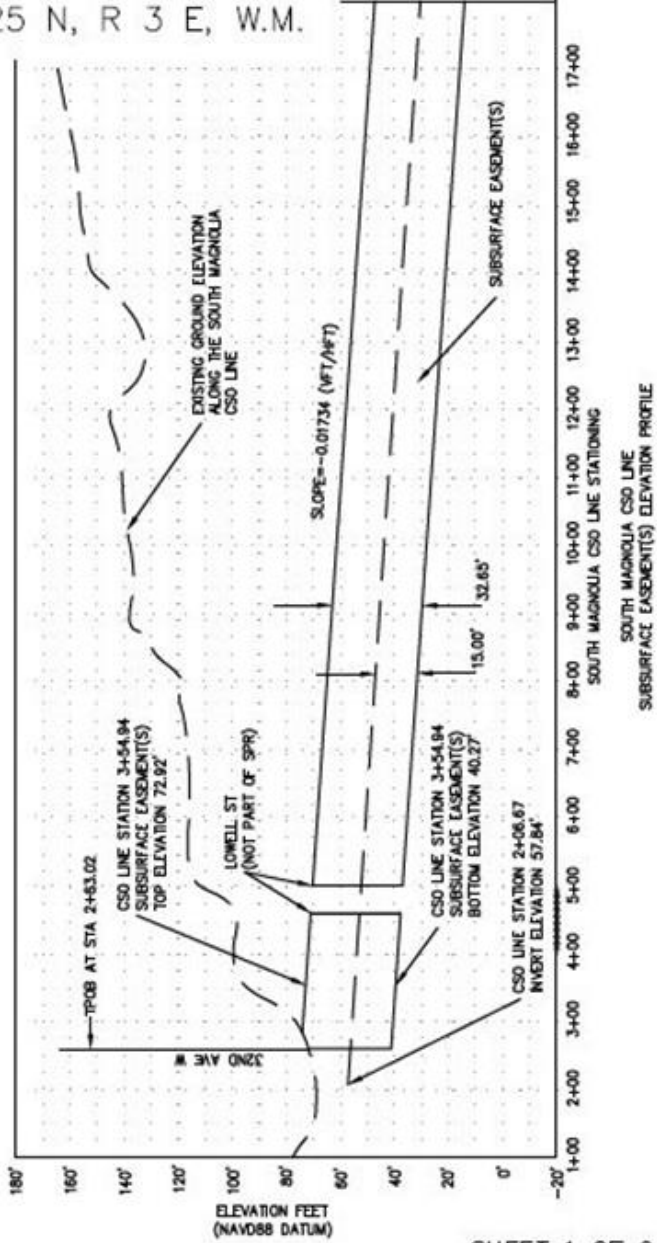 25 N, R 3 E, W.M.
180'
160'
140'
120'
100'
80'
60'
40'
20'
0'
-20'
ELEVATION FEET
(NAVD88 DATUM)
1+00
2+00
3+00
4+00
5+00
6+00
7+00
8+00
9+00
10+00
11+00
12+00
13+00
14+00
15+00
16+00
17+00
32ND AVE W
TPOB AT STA 2+63.02
CSO LINE STATION 3+54.94
SUBSURFACE EASEMENT(S)
TOP ELEVATION 72.92'
LOWELL ST
(NOT PART OF SPR)
EXISTING GROUND ELEVATION
ALONG THE SOUTH MAGNOLIA
CSO LINE
SLOPE=-0.01734 (VFT/HFT)
SUBSURFACE EASEMENT(S)
15.00'
32.65'
CSO LINE STATION 3+54.94
SUBSURFACE EASEMENT(S)
BOTTOM ELEVATION 40.27'
CSO LINE STATION 2+06.67
INVERT ELEVATION 57.84'
SOUTH MAGNOLIA CSO LINE STATIONING
SOUTH MAGNOLIA CSO LINE
SUBSURFACE EASEMENT(S) ELEVATION PROFILE